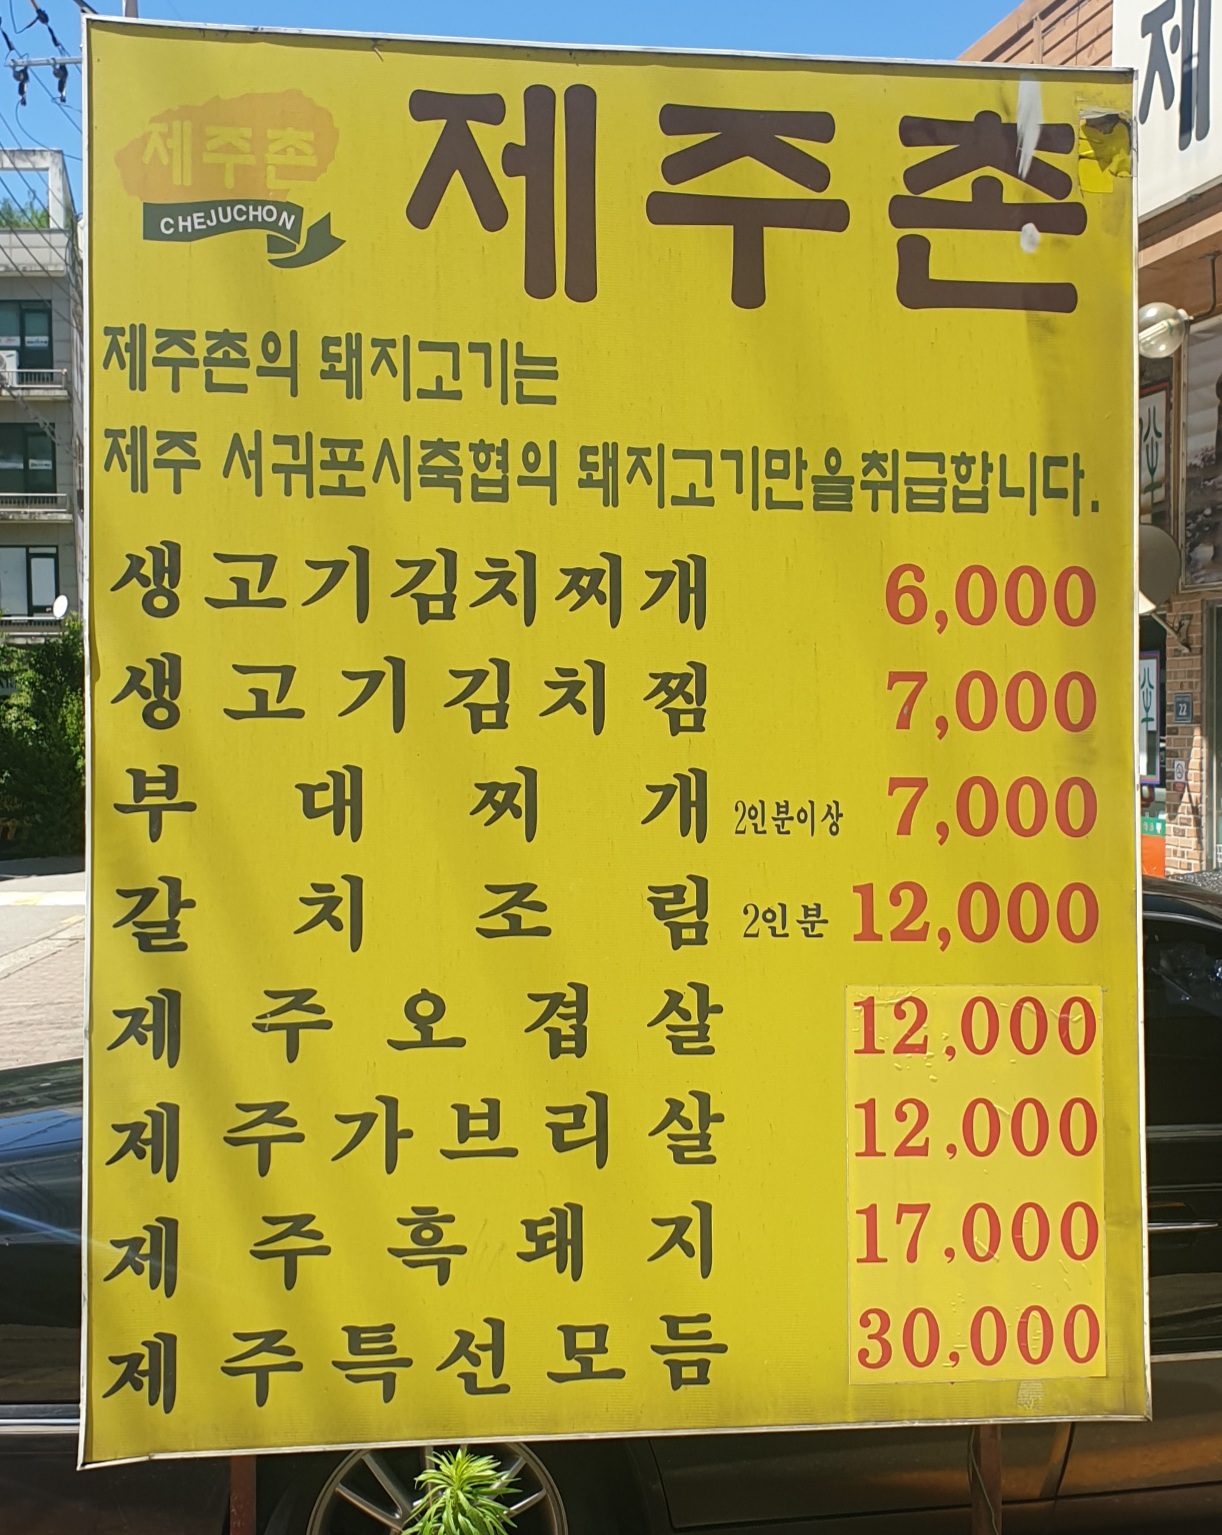 제주촌
CHEJUCHON
제주촌
제
제주촌의 돼지고기는
제주 서귀포시축협의 돼지고기만을취급합니다.
생고기김치찌개 6,000
생고기김치찜 7,000
부대찌개 2인분이상 7,000
갈치조림 2인분 12,000
제주오겹살 12,000
제주가브리살 12,000
제주흑돼지 17,000
제주특선모듬 30,000
22